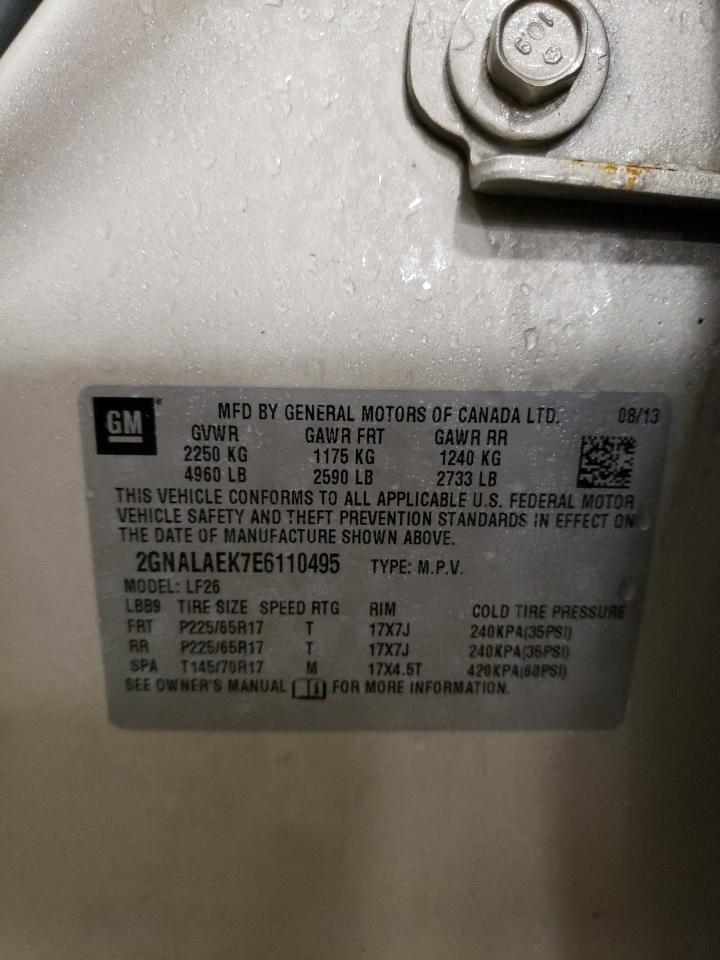 10.9
GM ® MFD BY GENERAL MOTORS OF CANADA LTD. 08/13
GVWR GAWR FRT GAWR RR
2250 KG 1175 KG 1240 KG
4960 LB 2590 LB 2733 LB
THIS VEHICLE CONFORMS TO ALL APPLICABLE U.S. FEDERAL MOTOR
VEHICLE SAFETY AND THEFT PREVENTION STANDARDS IN EFFECT ON
THE DATE OF MANUFACTURE SHOWN ABOVE.
2GNALAEK7E6110495 TYPE: M.P.V.
MODEL: LF26
LBB9 TIRE SIZE SPEED RTG RIM COLD TIRE PRESSURE
FRT P225/65R17 T 17X7J 240KPA(35PSI)
RR P225/65R17 T 17X7J 240KPA(35PSI)
SPA T145/70R17 M 17X4.5T 420KPA(60PSI)
SEE OWNER'S MANUAL FOR MORE INFORMATION.